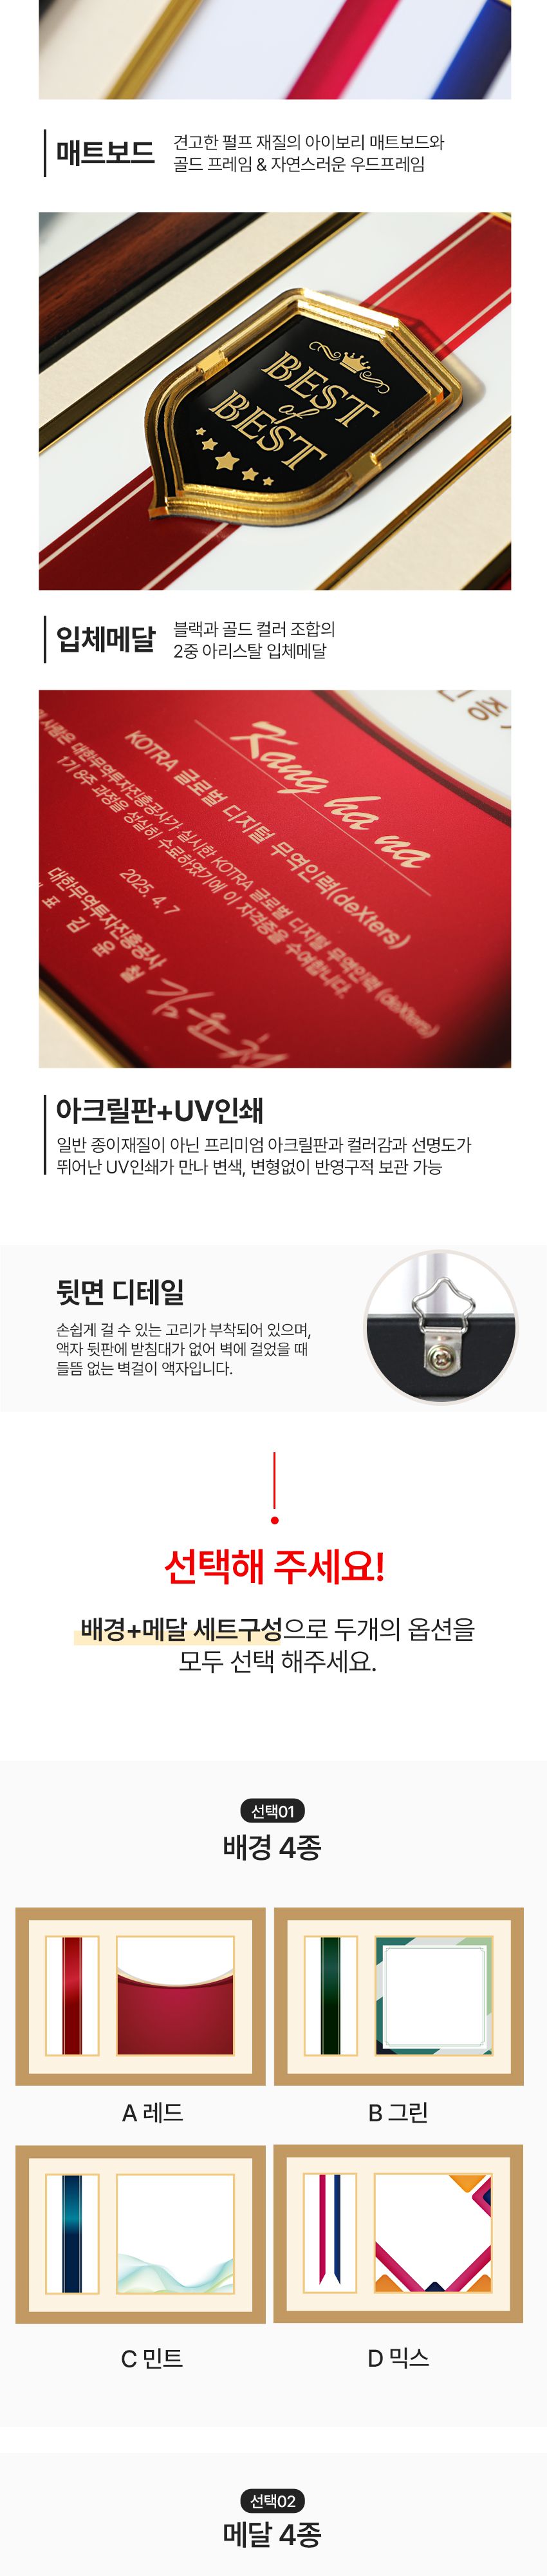 매트보드
견고한 펄프 재질의 아이보리 매트보드와
골드 프레임 & 자연스러운 우드프레임
BEST
of
BEST
입체메달
블랙과 골드 컬러 조합의
2중 아리스탈 입체메달
Kang ha na
KOTRA 글로벌 디지털 무역인력(deXters)
사람은 대한무역투자진흥공사가 실시한 KOTRA 글로벌 디지털 무역인력 (deXters)
1기 8주 과정을 성실히 수료하였기에 이 자격증을 수여합니다.
2025. 4. 7
대한무역투자진흥공사
표 김 윤 철
아크릴판+UV인쇄
일반 종이재질이 아닌 프리미엄 아크릴판과 컬러감과 선명도가
뛰어난 UV인쇄가 만나 변색, 변형없이 반영구적 보관 가능
뒷면 디테일
손쉽게 걸 수 있는 고리가 부착되어 있으며,
액자 뒷판에 받침대가 없어 벽에 걸었을 때
들뜸 없는 벽걸이 액자입니다.
선택해 주세요!
배경+메달 세트구성으로 두개의 옵션을
모두 선택 해주세요.
선택01
배경 4종
A 레드
B 그린
C 민트
D 믹스
선택02
메달 4종